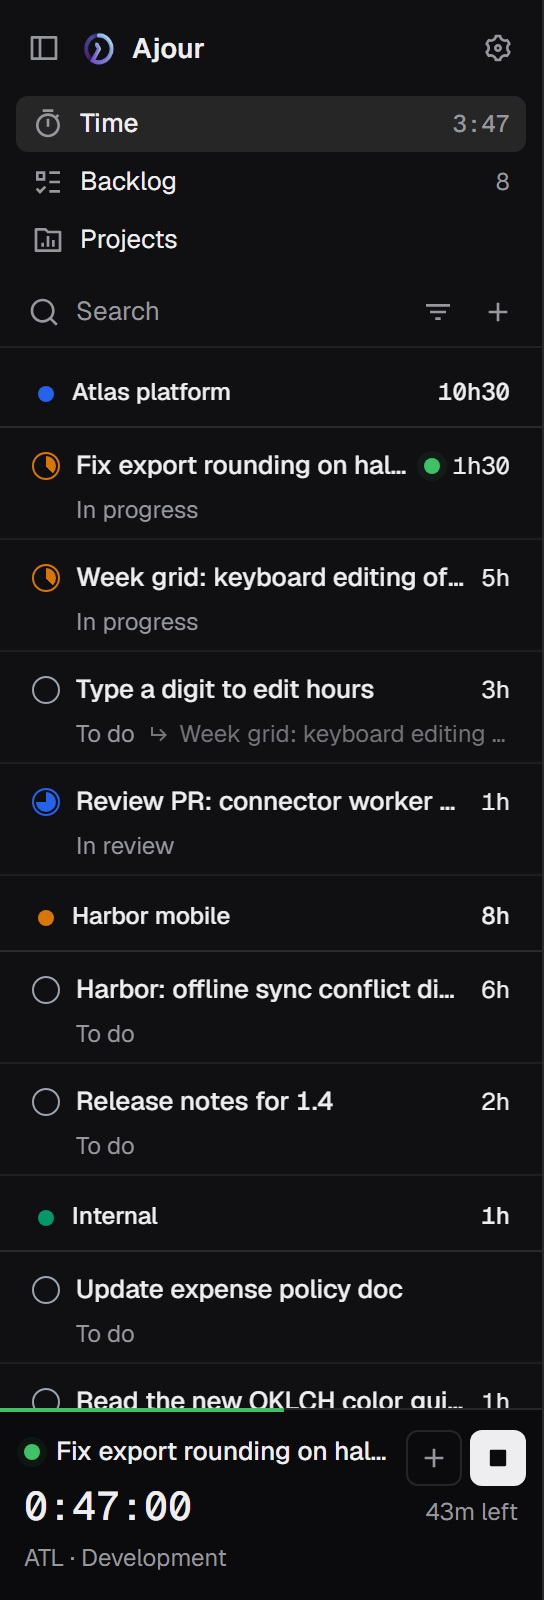 Ajour
Time 3:47
Backlog 8
Projects
Search
Atlas platform 10h30
Fix export rounding on hal... 1h30
In progress
Week grid: keyboard editing of... 5h
In progress
Type a digit to edit hours 3h
To do ↳ Week grid: keyboard editing ...
Review PR: connector worker ... 1h
In review
Harbor mobile 8h
Harbor: offline sync conflict di... 6h
To do
Release notes for 1.4 2h
To do
Internal 1h
Update expense policy doc
To do
Read the new OKLCH color gui... 1h
Fix export rounding on hal...
0:47:00 43m left
ATL · Development